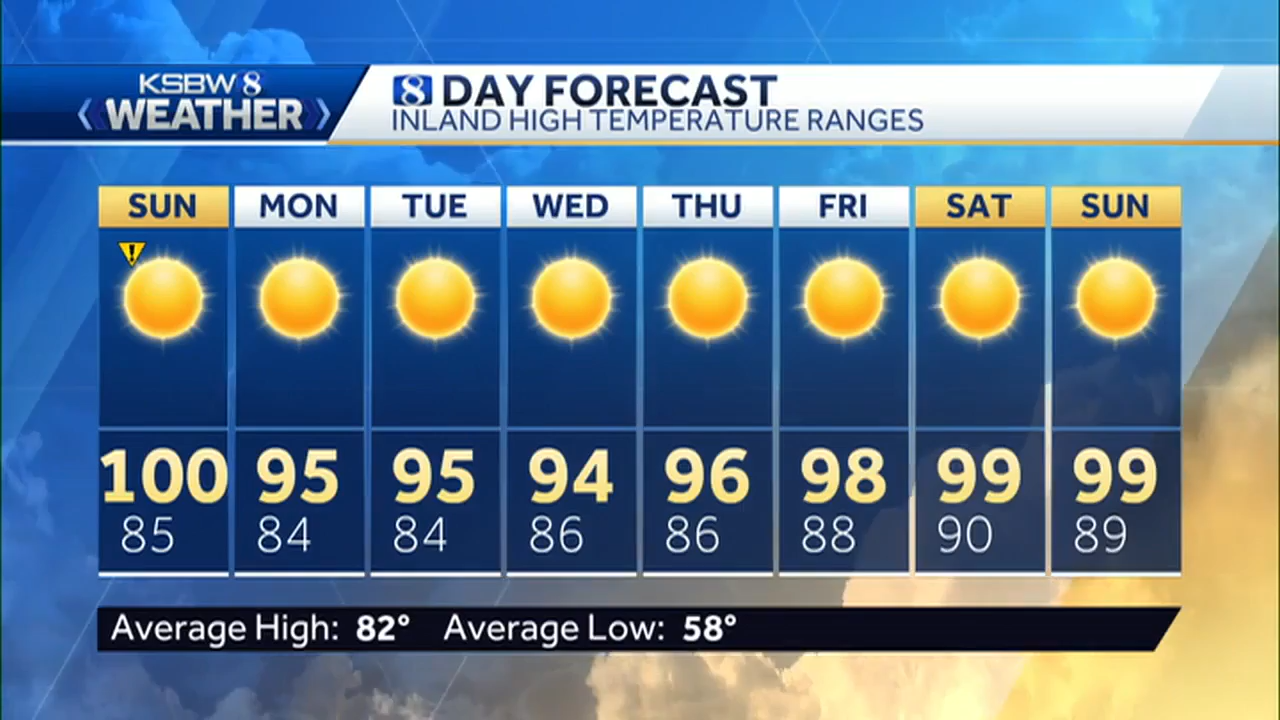 KSBW 8
WEATHER
8 DAY FORECAST
INLAND HIGH TEMPERATURE RANGES
SUN MON TUE WED THU FRI SAT SUN
!
100 95 95 94 96 98 99 99
85 84 84 86 86 88 90 89
Average High: 82° Average Low: 58°